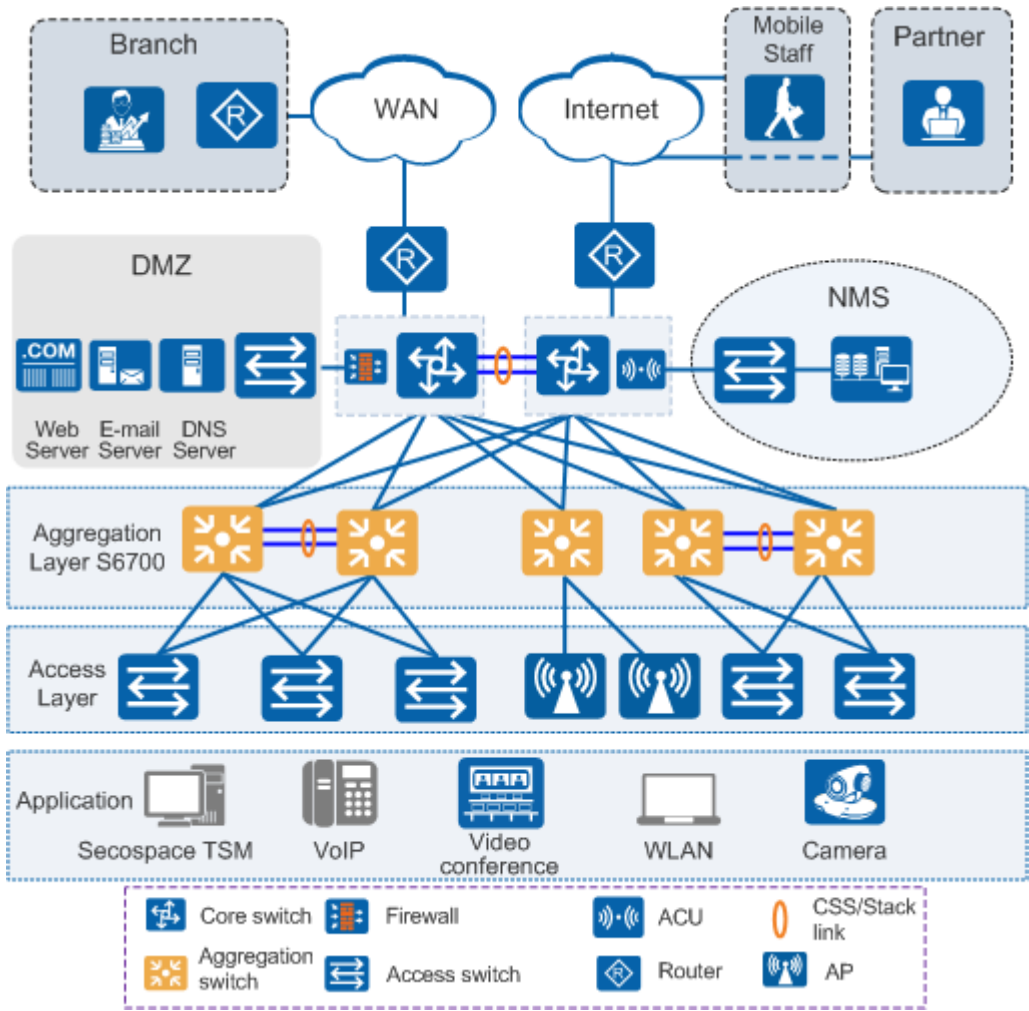 Branch
R
WAN
Internet
Mobile
Staff
Partner
R
R
DMZ
.COM
Web
Server
E-mail
Server
DNS
Server
NMS
Aggregation
Layer S6700
Access
Layer
Application
Secospace TSM
VoIP
Video
conference
WLAN
Camera
Core switch
Firewall
ACU
CSS/Stack
link
Aggregation
switch
Access switch
R
Router
AP